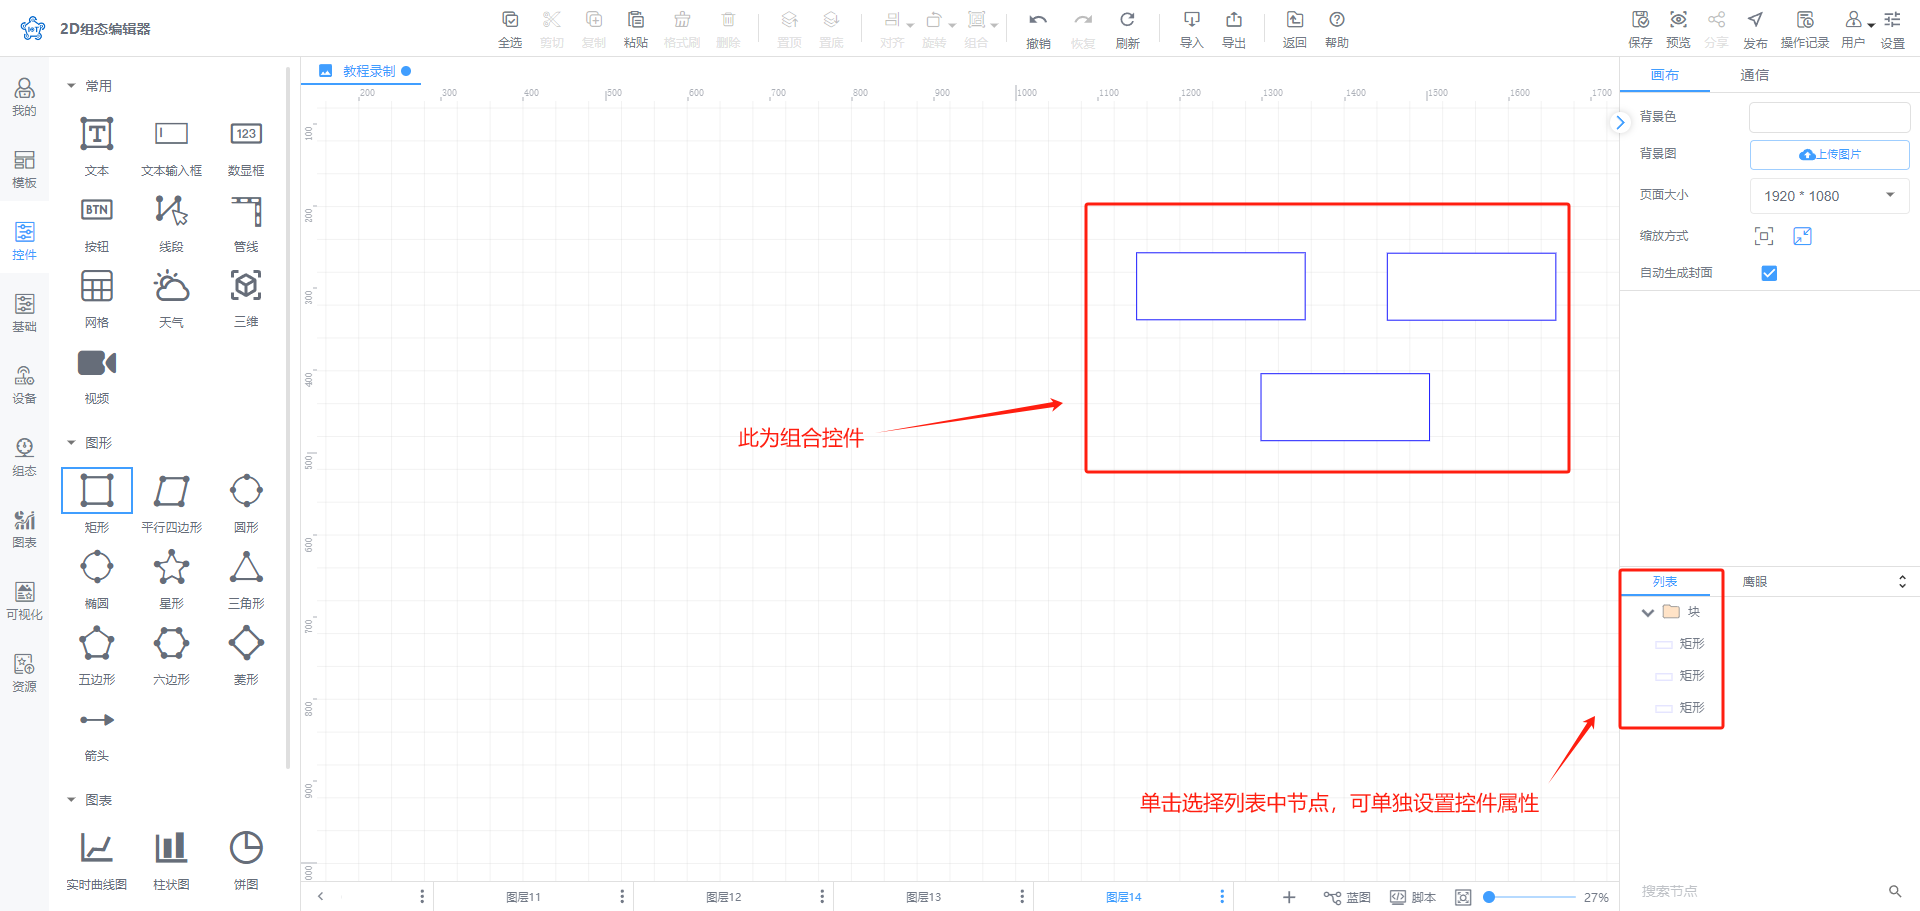 2D组态编辑器
全选 剪切 复制 粘贴 格式刷 删除 置顶 置底 对齐 旋转 组合 撤销 恢复 刷新 导入 导出 返回 帮助
保存 预览 分享 发布 操作记录 用户 设置
我的
模板
控件
基础
设备
组态
图表
可视化
资源
常用
文本 文本输入框 数显框
T 123
BTN
按钮 线段 管线
网格 天气 三维
视频
图形
矩形 平行四边形 圆形
椭圆 星形 三角形
五边形 六边形 菱形
箭头
图表
实时曲线图 柱状图 饼图
教程录制
200 300 400 500 600 700 800 900 1000 1100 1200 1300 1400 1500 1600 1700
100
200
300
400
500
600
700
800
900
000
此为组合控件
单击选择列表中节点，可单独设置控件属性
画布 通信
背景色
背景图 上传图片
页面大小 1920 * 1080
缩放方式
自动生成封面
列表 鹰眼
块
矩形
矩形
矩形
搜索节点
图层11 图层12 图层13 图层14
蓝图 脚本 27%